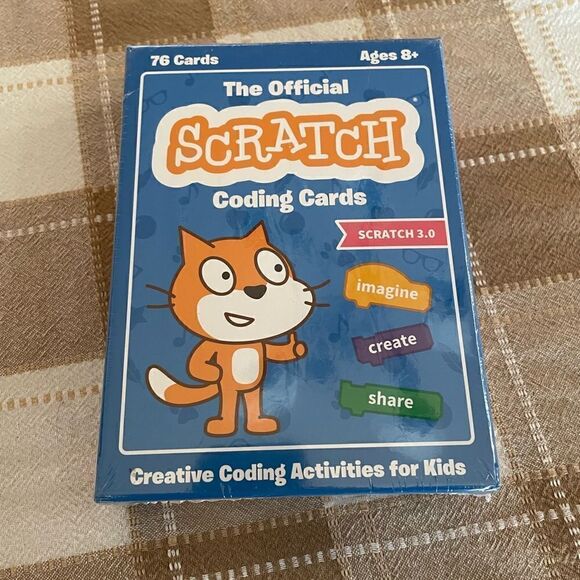 76 Cards
Ages 8+
The Official
SCRATCH®
Coding Cards
SCRATCH 3.0
imagine
create
share
Creative Coding Activities for Kids